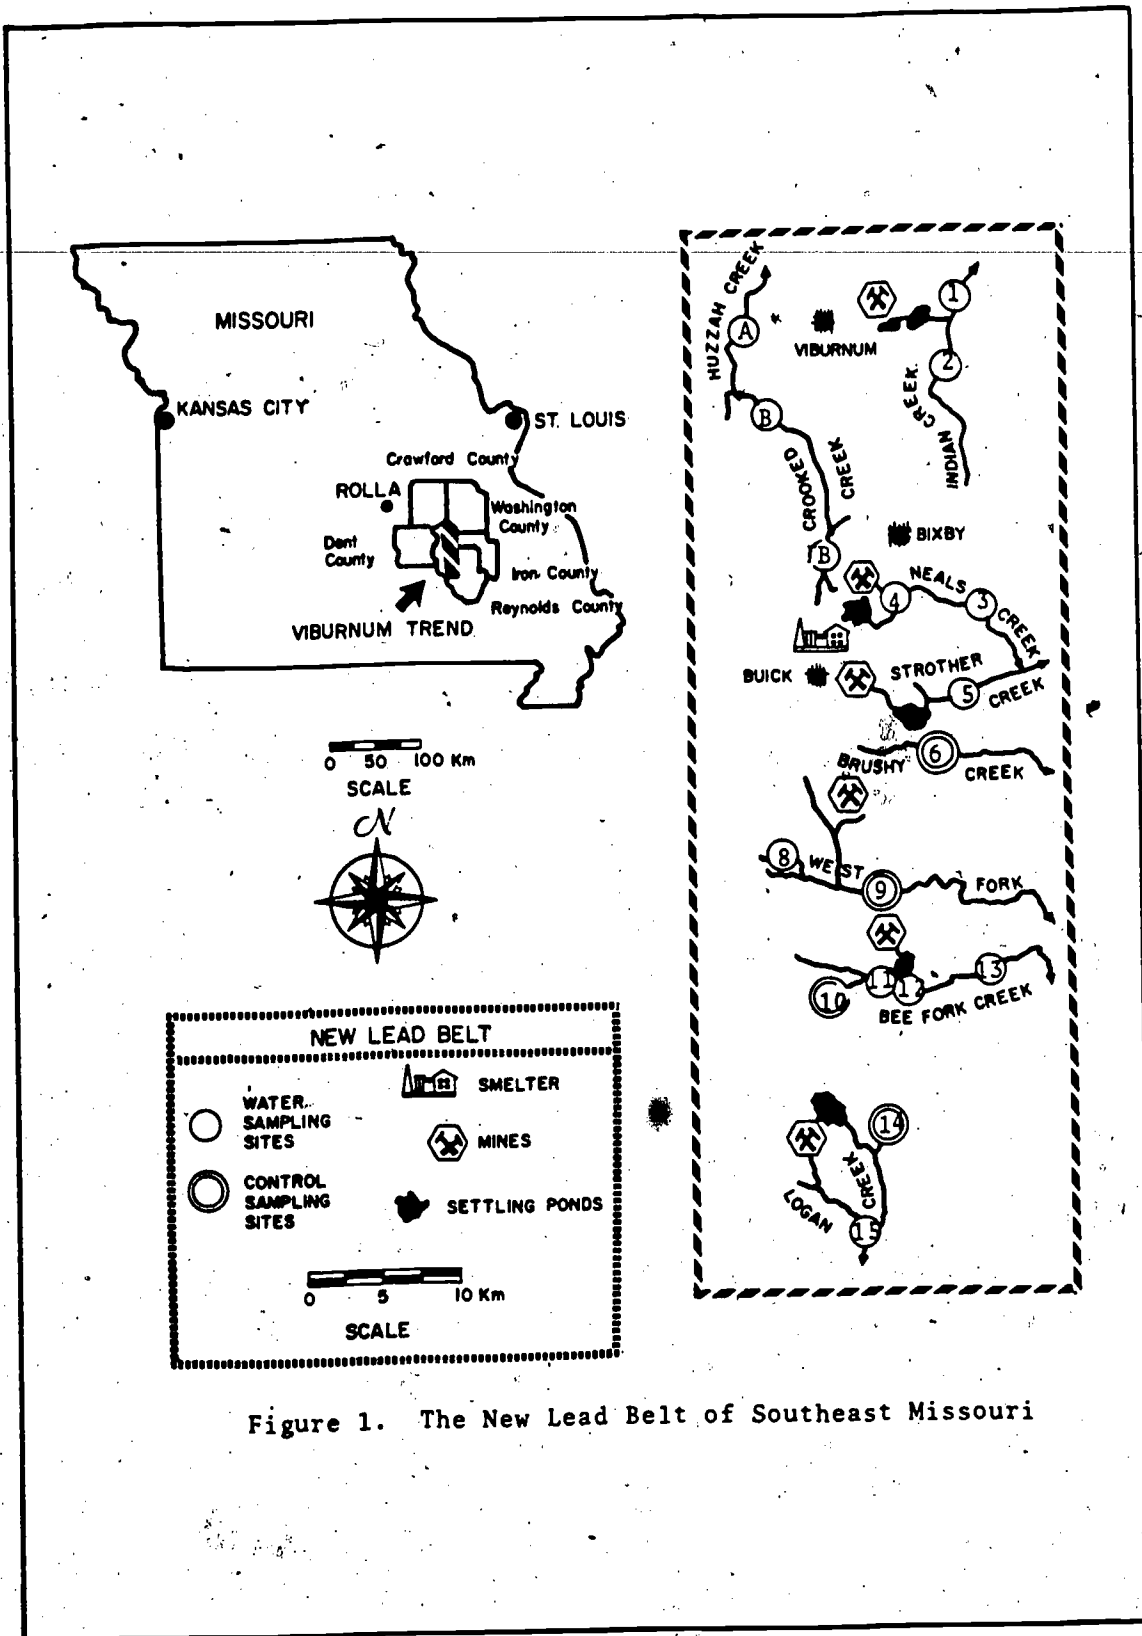 MISSOURI
KANSAS CITY
ST. LOUIS
Crawford County
ROLLA
Washington
County
Dent
County
Iron County
Reynolds County
VIBURNUM TREND
0 50 100 Km
SCALE
N
HUZZAH CREEK
A
B
CROOKED
CREEK
B
VIBURNUM
1
2
INDIAN CREEK
BIXBY
NEALS
CREEK
4
3
BUICK
STROTHER
CREEK
5
BRUSHY
CREEK
6
8
WEST
FORK
9
10
11
12
13
BEE FORK CREEK
14
LOGAN
CREEK
15
NEW LEAD BELT
WATER
SAMPLING
SITES
CONTROL
SAMPLING
SITES
SMELTER
MINES
SETTLING PONDS
0 5 10 Km
SCALE
Figure 1. The New Lead Belt of Southeast Missouri